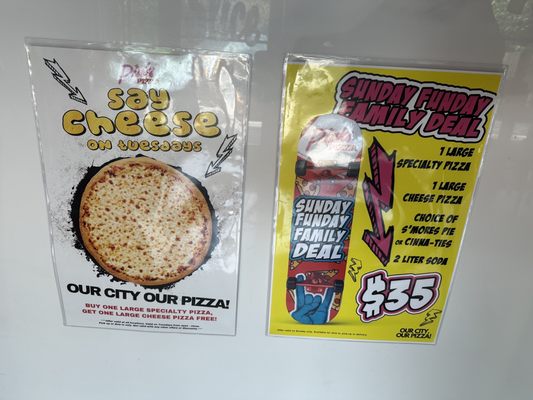 SAY
CHEESE
ON TUESDAYS
OUR CITY OUR PIZZA!
BUY ONE LARGE SPECIALTY PIZZA,
GET ONE LARGE CHEESE PIZZA FREE!
SUNDAY FUNDAY
FAMILY DEAL
1 LARGE
SPECIALTY PIZZA
1 LARGE
CHEESE PIZZA
CHOICE OF
S'MORES PIE
OR CINNA-TIES
2 LITER SODA
$35
OUR CITY.
OUR PIZZA!
SUNDAY
FUNDAY
FAMILY
DEAL